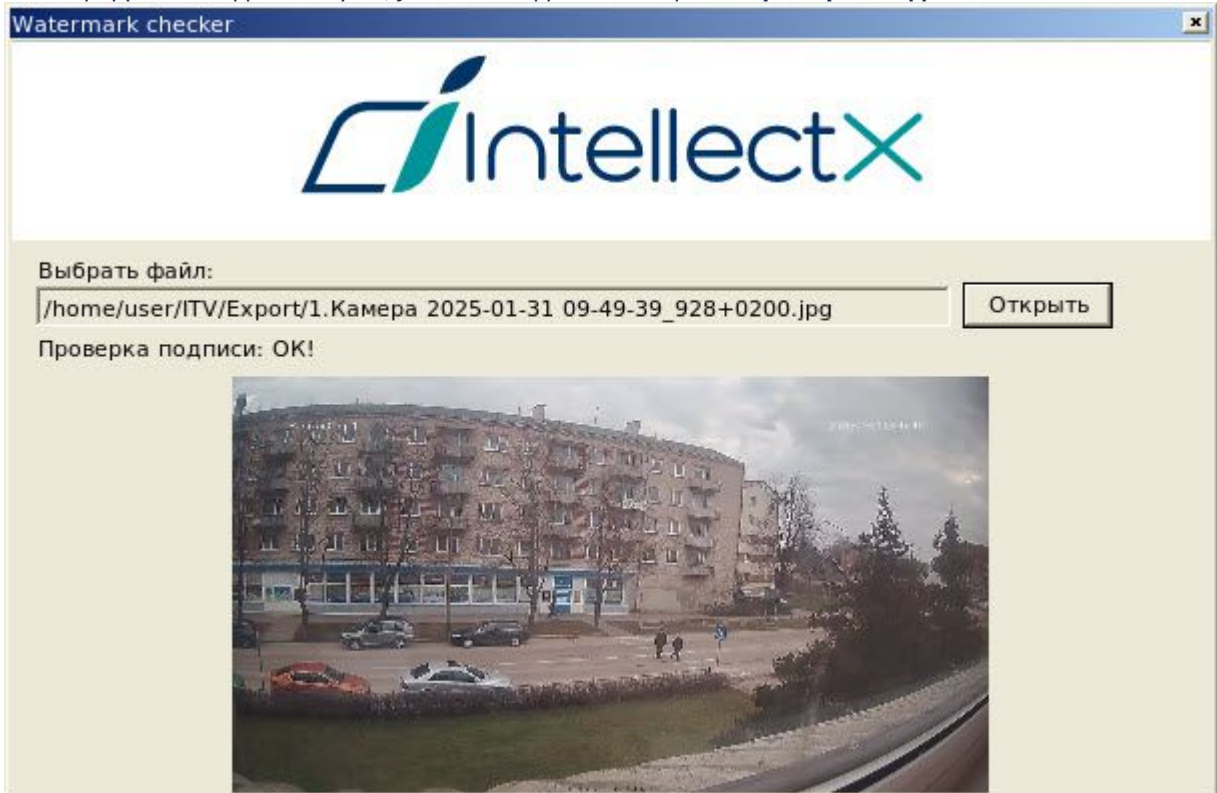 Watermark checker
IntellectX
Выбрать файл:
/home/user/ITV/Export/1.Камера 2025-01-31 09-49-39_928+0200.jpg
Открыть
Проверка подписи: OK!